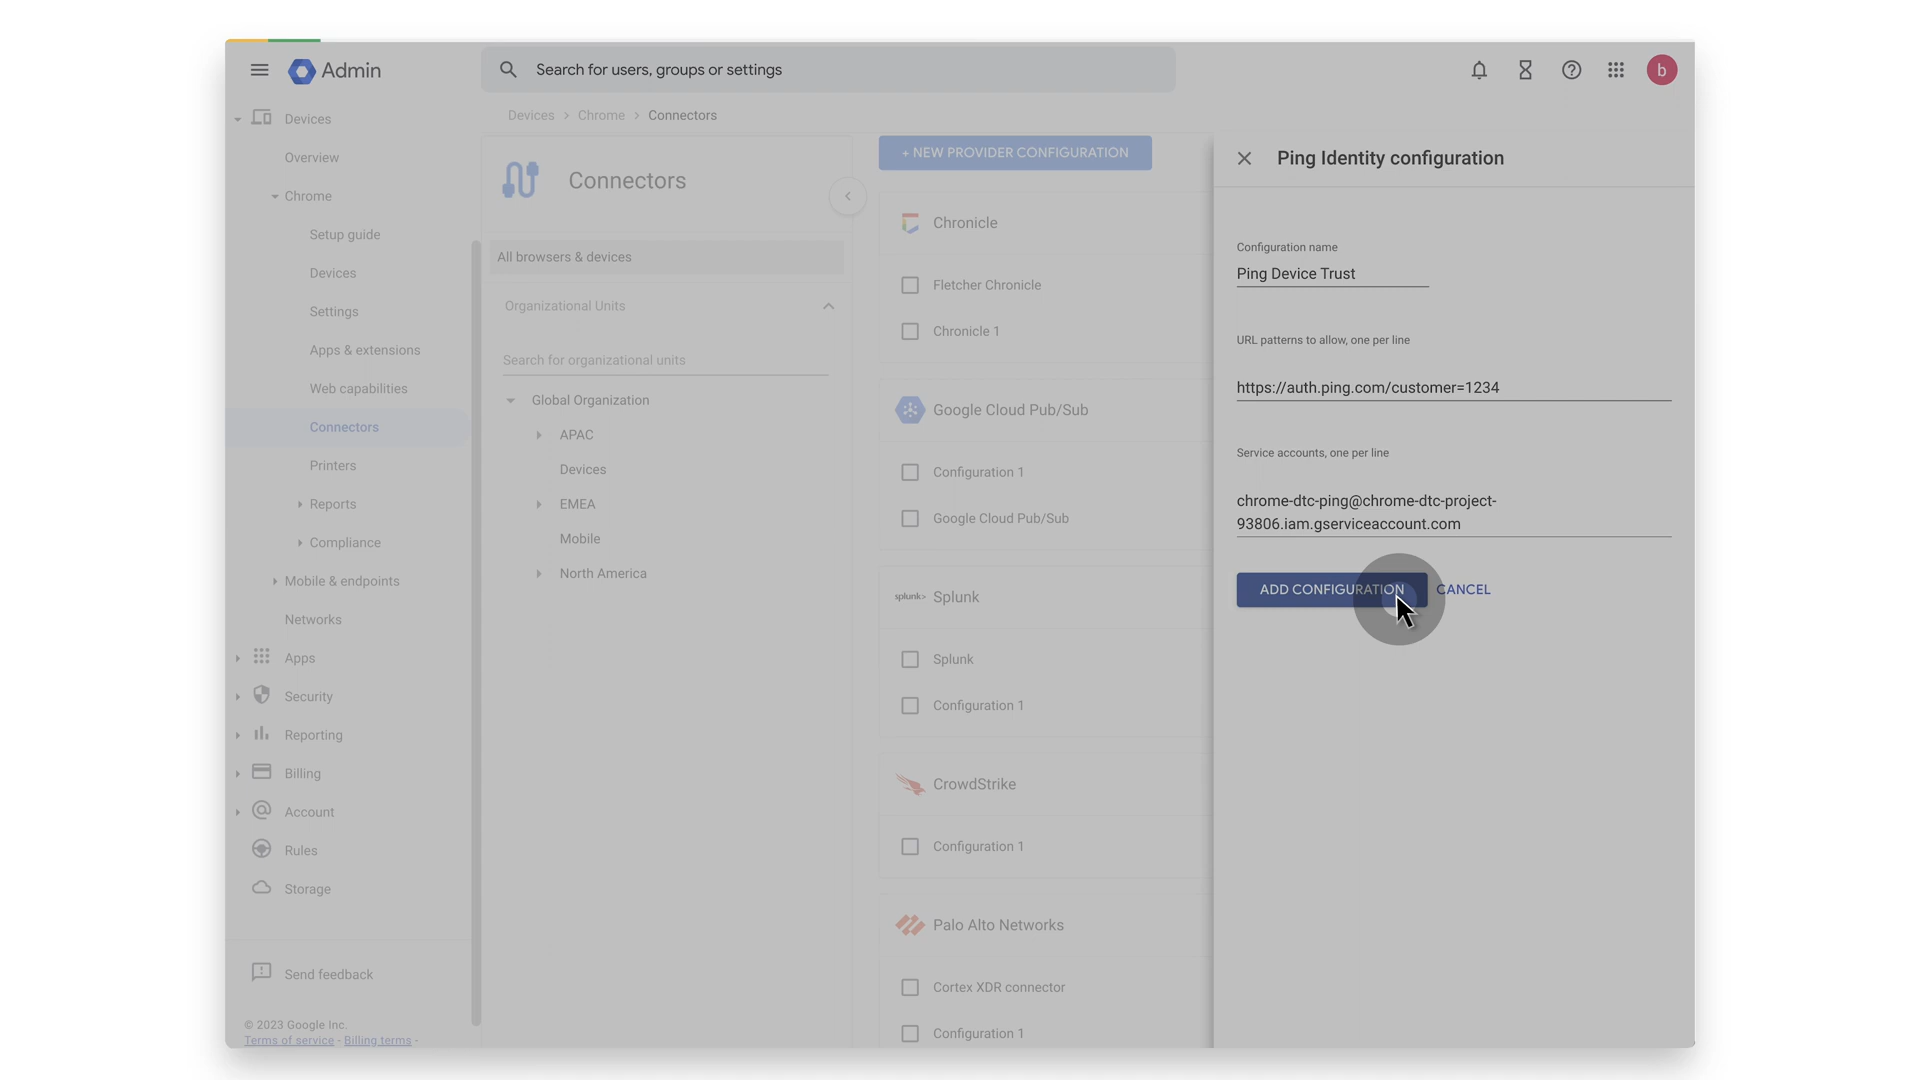 Admin
Search for users, groups or settings
b
Devices
Overview
Chrome
Setup guide
Devices
Settings
Apps & extensions
Web capabilities
Connectors
Printers
Reports
Compliance
Mobile & endpoints
Networks
Apps
Security
Reporting
Billing
Account
Rules
Storage
Send feedback
© 2023 Google Inc.
Terms of service - Billing terms -
Devices > Chrome > Connectors
Connectors
All browsers & devices
Organizational Units
Search for organizational units
Global Organization
APAC
Devices
EMEA
Mobile
North America
+ NEW PROVIDER CONFIGURATION
Chronicle
Fletcher Chronicle
Chronicle 1
Google Cloud Pub/Sub
Configuration 1
Google Cloud Pub/Sub
splunk> Splunk
Splunk
Configuration 1
CrowdStrike
Configuration 1
Palo Alto Networks
Cortex XDR connector
Configuration 1
Ping Identity configuration
Configuration name
Ping Device Trust
URL patterns to allow, one per line
https://auth.ping.com/customer=1234
Service accounts, one per line
chrome-dtc-ping@chrome-dtc-project-
93806.iam.gserviceaccount.com
ADD CONFIGURATION
CANCEL